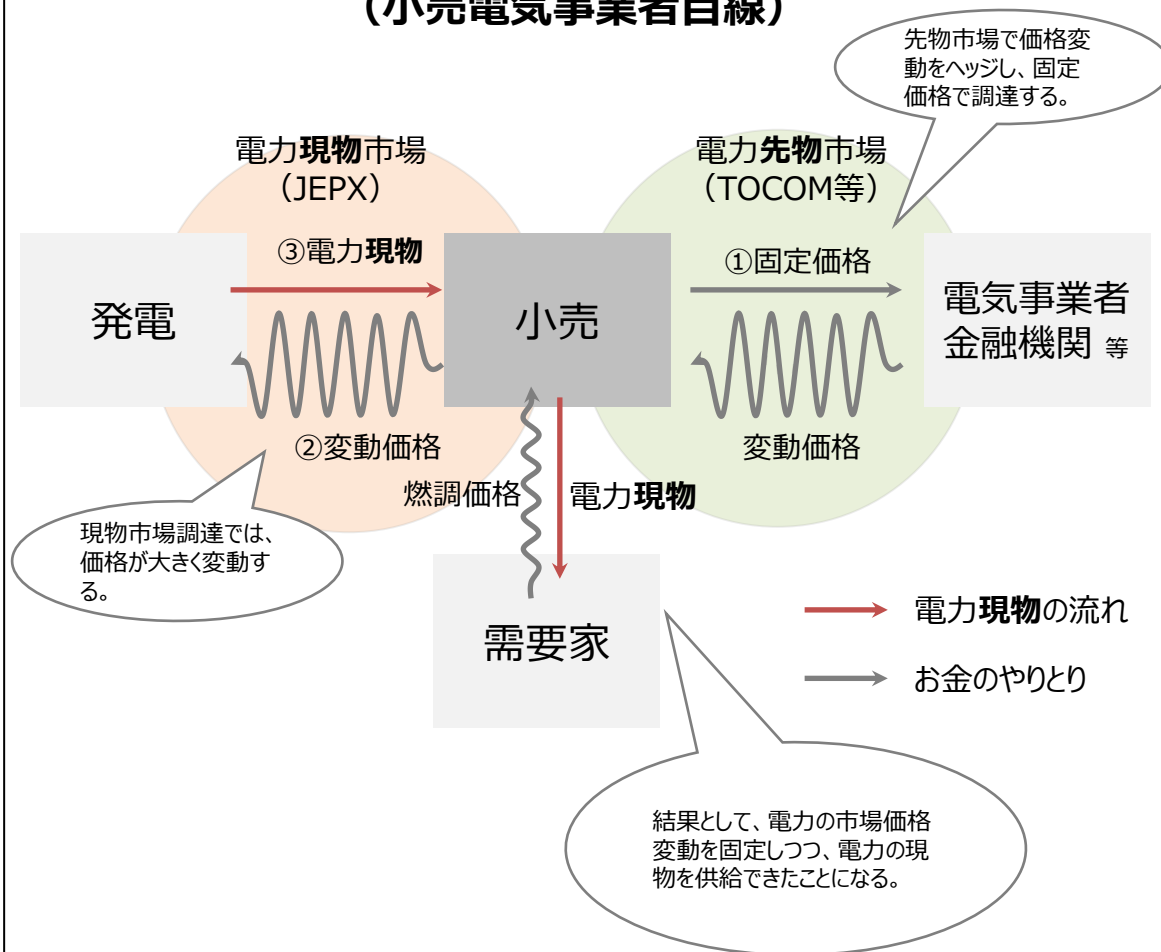 (小売電気事業者目線)
先物市場で価格変
動をヘッジし、固定
価格で調達する。
電力現物市場
(JEPX)
電力先物市場
(TOCOM等)
③電力現物
①固定価格
発電
小売
電気事業者
金融機関 等
②変動価格
変動価格
燃調価格
電力現物
現物市場調達では、
価格が大きく変動す
る。
需要家
電力現物の流れ
お金のやりとり
結果として、電力の市場価格
変動を固定しつつ、電力の現
物を供給できたことになる。